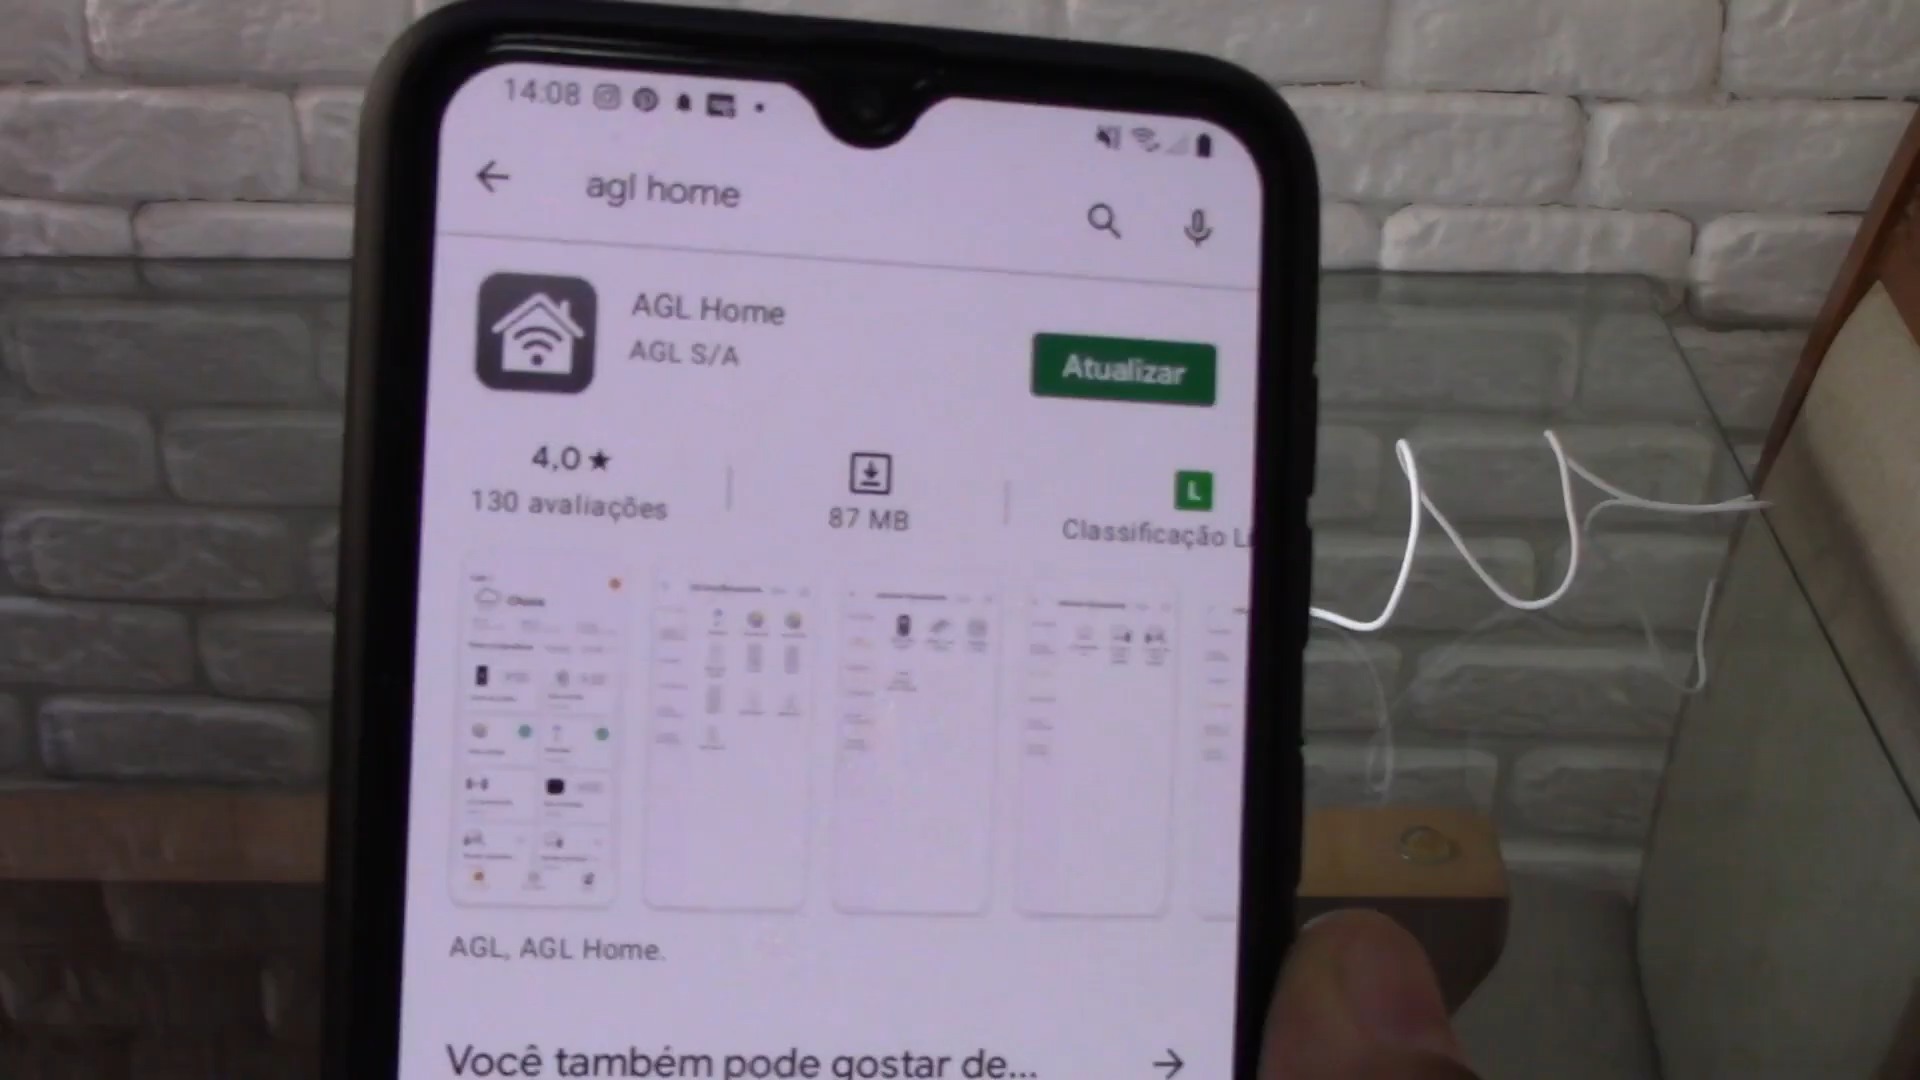 14:08
agl home
AGL Home
AGL S/A
Atualizar
4,0★
130 avaliações
87 MB
L
Classificação
AGL, AGL Home.
Você também pode gostar de...